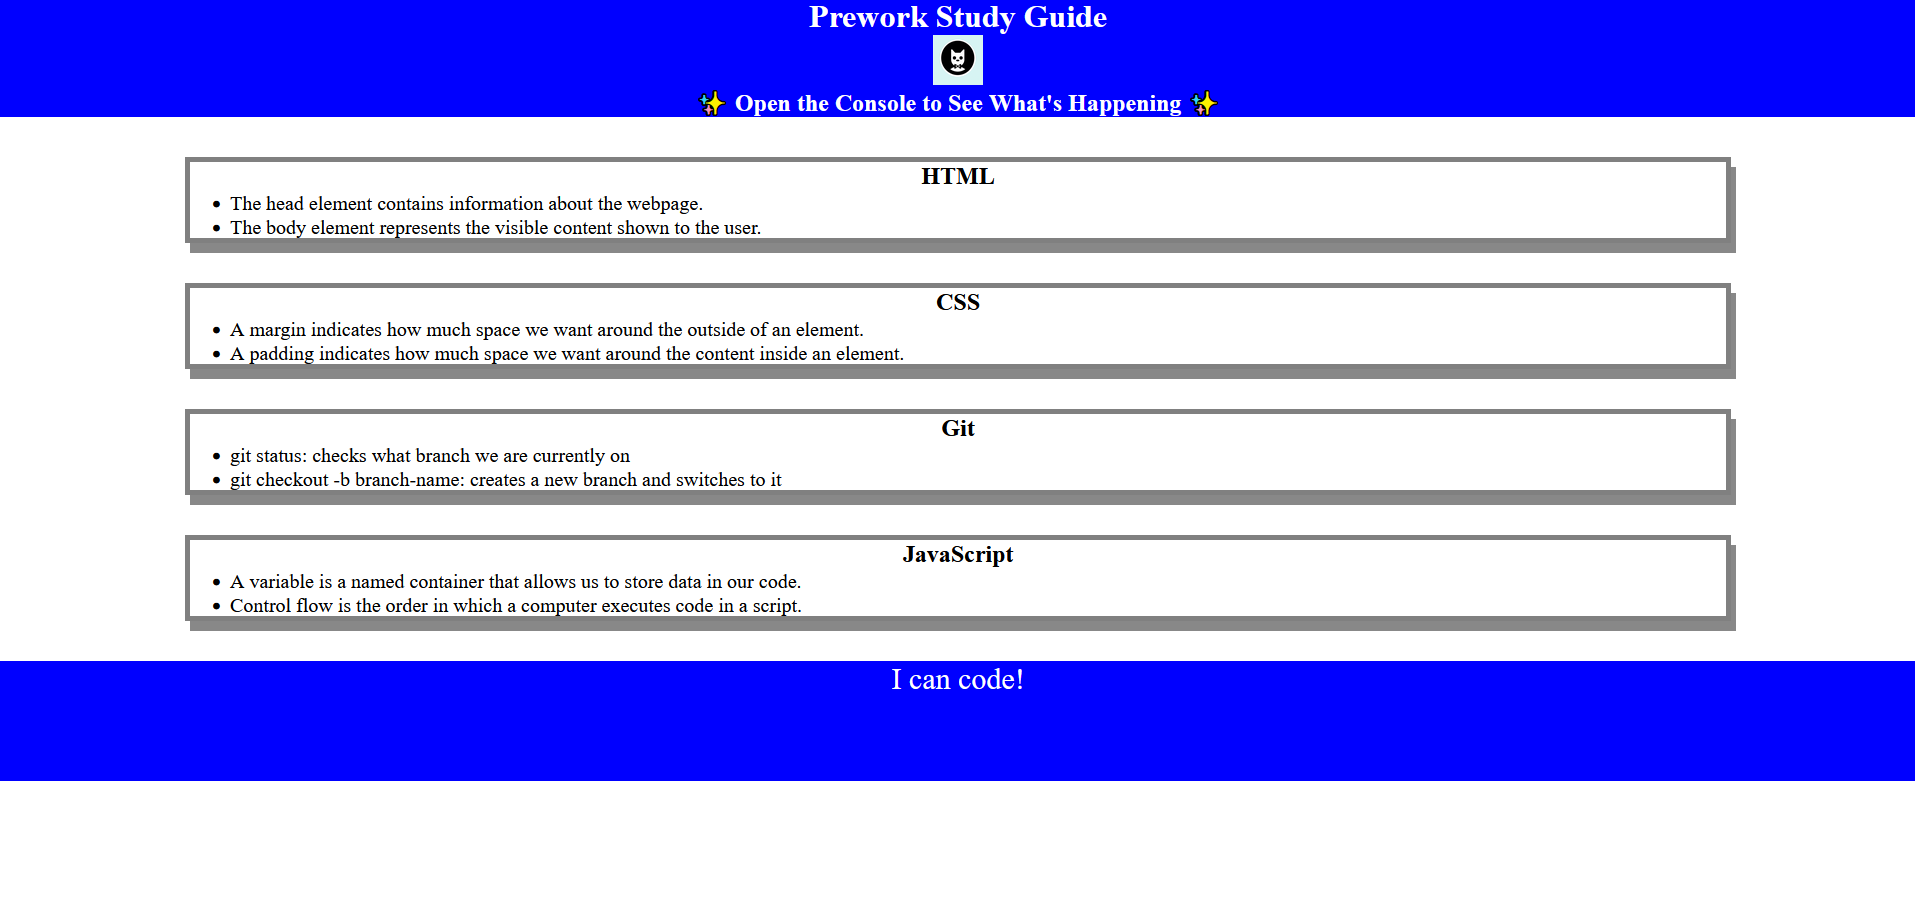 Prework Study Guide
✨ Open the Console to See What's Happening ✨
HTML
• The head element contains information about the webpage.
• The body element represents the visible content shown to the user.
CSS
• A margin indicates how much space we want around the outside of an element.
• A padding indicates how much space we want around the content inside an element.
Git
• git status: checks what branch we are currently on
• git checkout -b branch-name: creates a new branch and switches to it
JavaScript
• A variable is a named container that allows us to store data in our code.
• Control flow is the order in which a computer executes code in a script.
I can code!